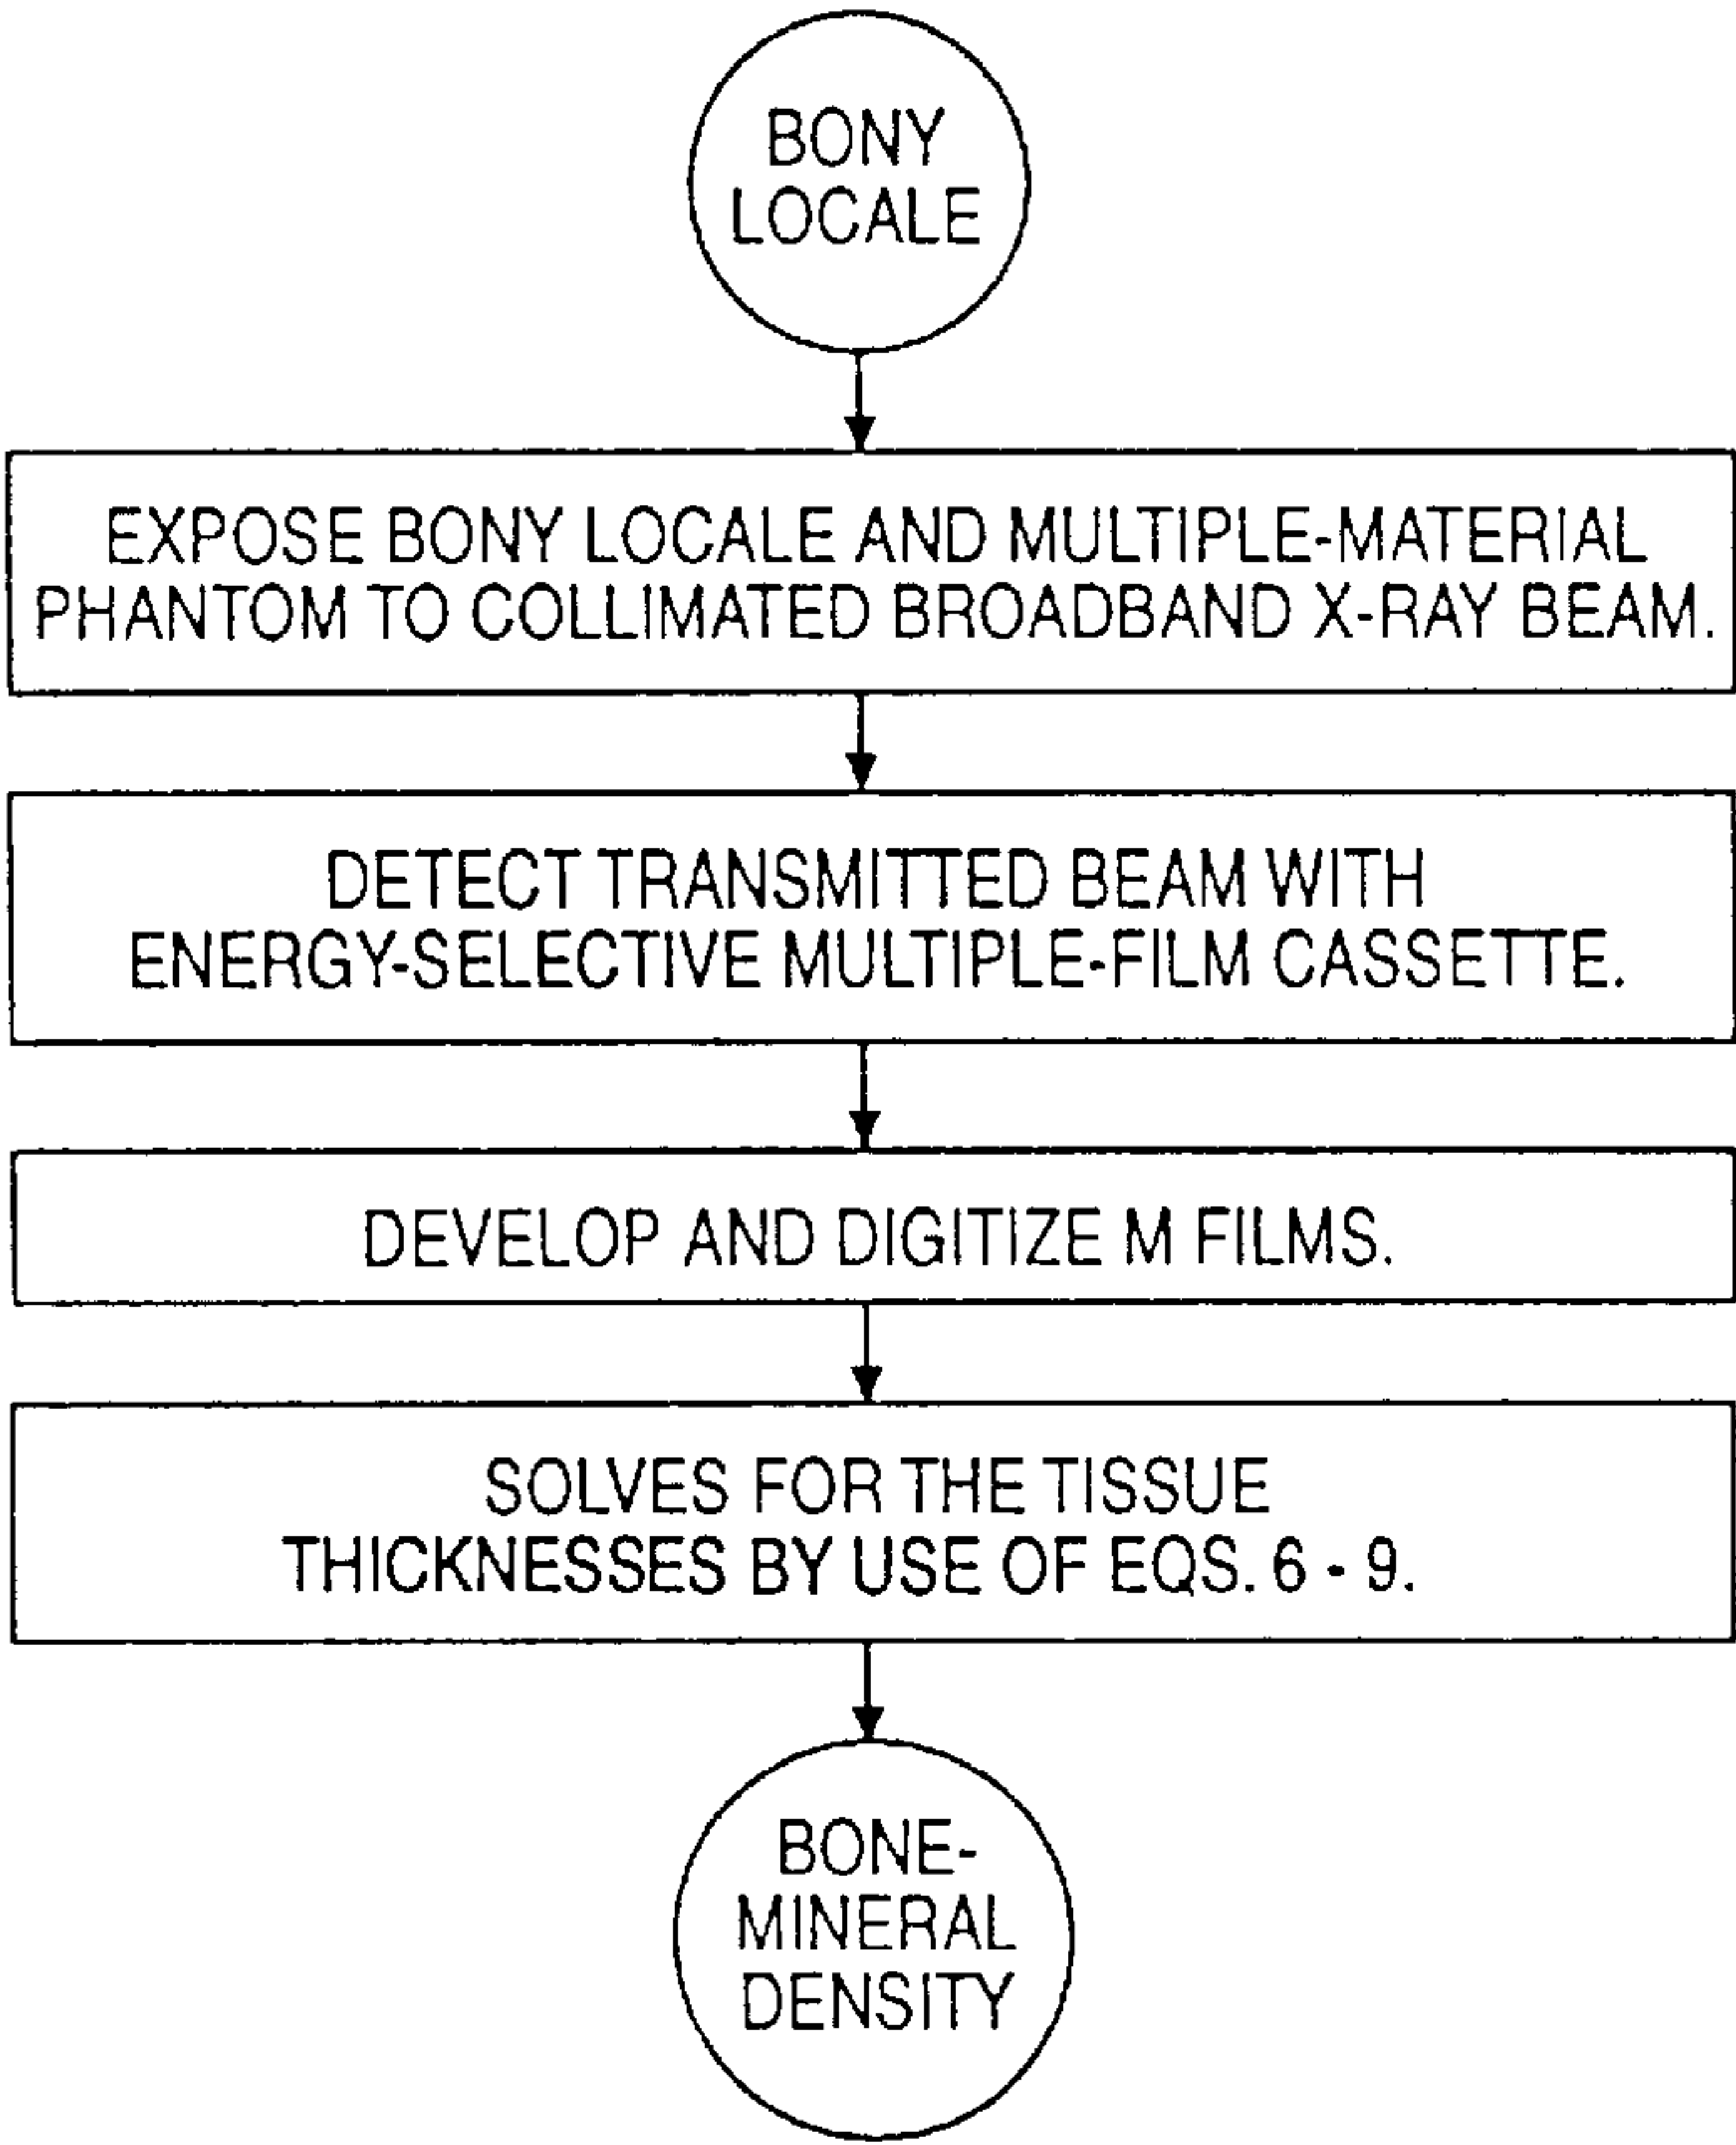 BONY
LOCALE
EXPOSE BONY LOCALE AND MULTIPLE-MATERIAL
PHANTOM TO COLLIMATED BROADBAND X-RAY BEAM.
DETECT TRANSMITTED BEAM WITH
ENERGY-SELECTIVE MULTIPLE-FILM CASSETTE.
DEVELOP AND DIGITIZE M FILMS.
SOLVES FOR THE TISSUE
THICKNESSES BY USE OF EQS. 6 - 9.
BONE-
MINERAL
DENSITY